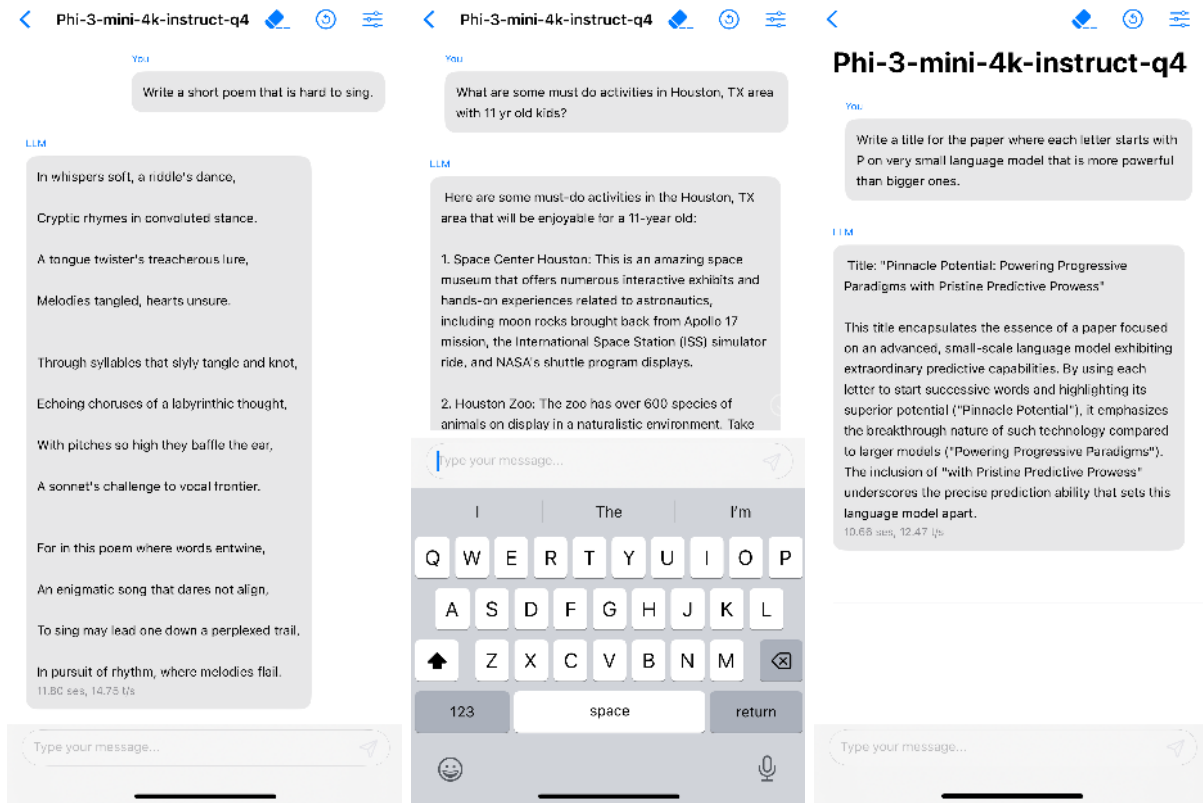 Phi-3-mini-4k-instruct-q4
You
Write a short poem that is hard to sing.
LLM
In whispers soft, a riddle's dance,
Cryptic rhymes in convoluted stance.
A tongue twister's treacherous lure,
Melodies tangled, hearts unsure.
Through syllables that slyly tangle and knot,
Echoing choruses of a labyrinthic thought,
With pitches so high they baffle the ear,
A sonnet's challenge to vocal frontier.
For in this poem where words entwine,
An enigmatic song that dares not align,
To sing may lead one down a perplexed trail,
In pursuit of rhythm, where melodies flail.
11.80 ses, 14.75 t/s
Type your message...
Phi-3-mini-4k-instruct-q4
You
What are some must do activities in Houston, TX area
with 11 yr old kids?
LLM
Here are some must-do activities in the Houston, TX
area that will be enjoyable for a 11-year old:
1. Space Center Houston: This is an amazing space
museum that offers numerous interactive exhibits and
hands-on experiences related to astronautics,
including moon rocks brought back from Apollo 17
mission, the International Space Station (ISS) simulator
ride, and NASA's shuttle program displays.
2. Houston Zoo: The zoo has over 600 species of
animals on display in a naturalistic environment. Take
Type your message...
I The I'm
Q W E R T Y U I O P
A S D F G H J K L
Z X C V B N M
123 space return
Phi-3-mini-4k-instruct-q4
You
Write a title for the paper where each letter starts with
P on very small language model that is more powerful
than bigger ones.
LLM
Title: "Pinnacle Potential: Powering Progressive
Paradigms with Pristine Predictive Prowess"
This title encapsulates the essence of a paper focused
on an advanced, small-scale language model exhibiting
extraordinary predictive capabilities. By using each
letter to start successive words and highlighting its
superior potential ("Pinnacle Potential"), it emphasizes
the breakthrough nature of such technology compared
to larger models ("Powering Progressive Paradigms").
The inclusion of "with Pristine Predictive Prowess"
underscores the precise prediction ability that sets this
language model apart.
10.66 ses, 12.47 t/s
Type your message...